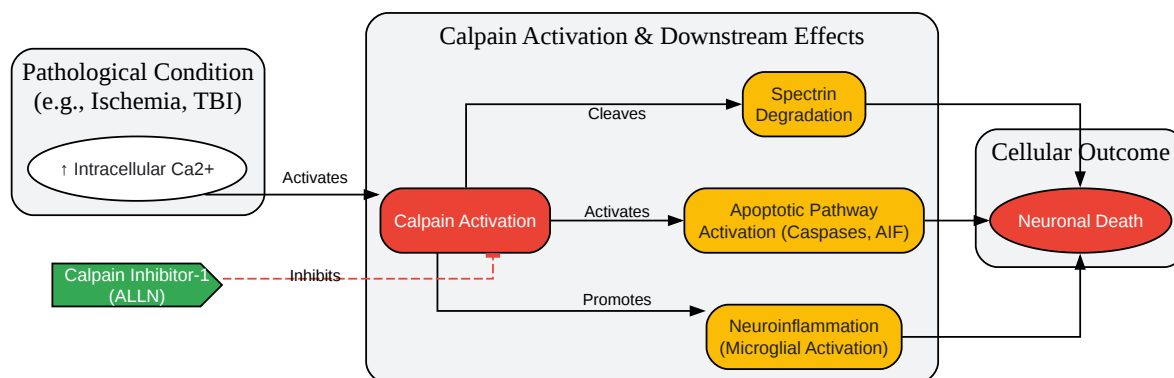 Calpain Activation & Downstream Effects
Pathological Condition
(e.g., Ischemia, TBI)
↑ Intracellular Ca2+
Activates
Calpain Activation
Cleaves
Spectrin
Degradation
Activates
Apoptotic Pathway
Activation (Caspases, AIF)
Promotes
Neuroinflammation
(Microglial Activation)
Cellular Outcome
Neuronal Death
Calpain Inhibitor-1
(ALLN)
Inhibits